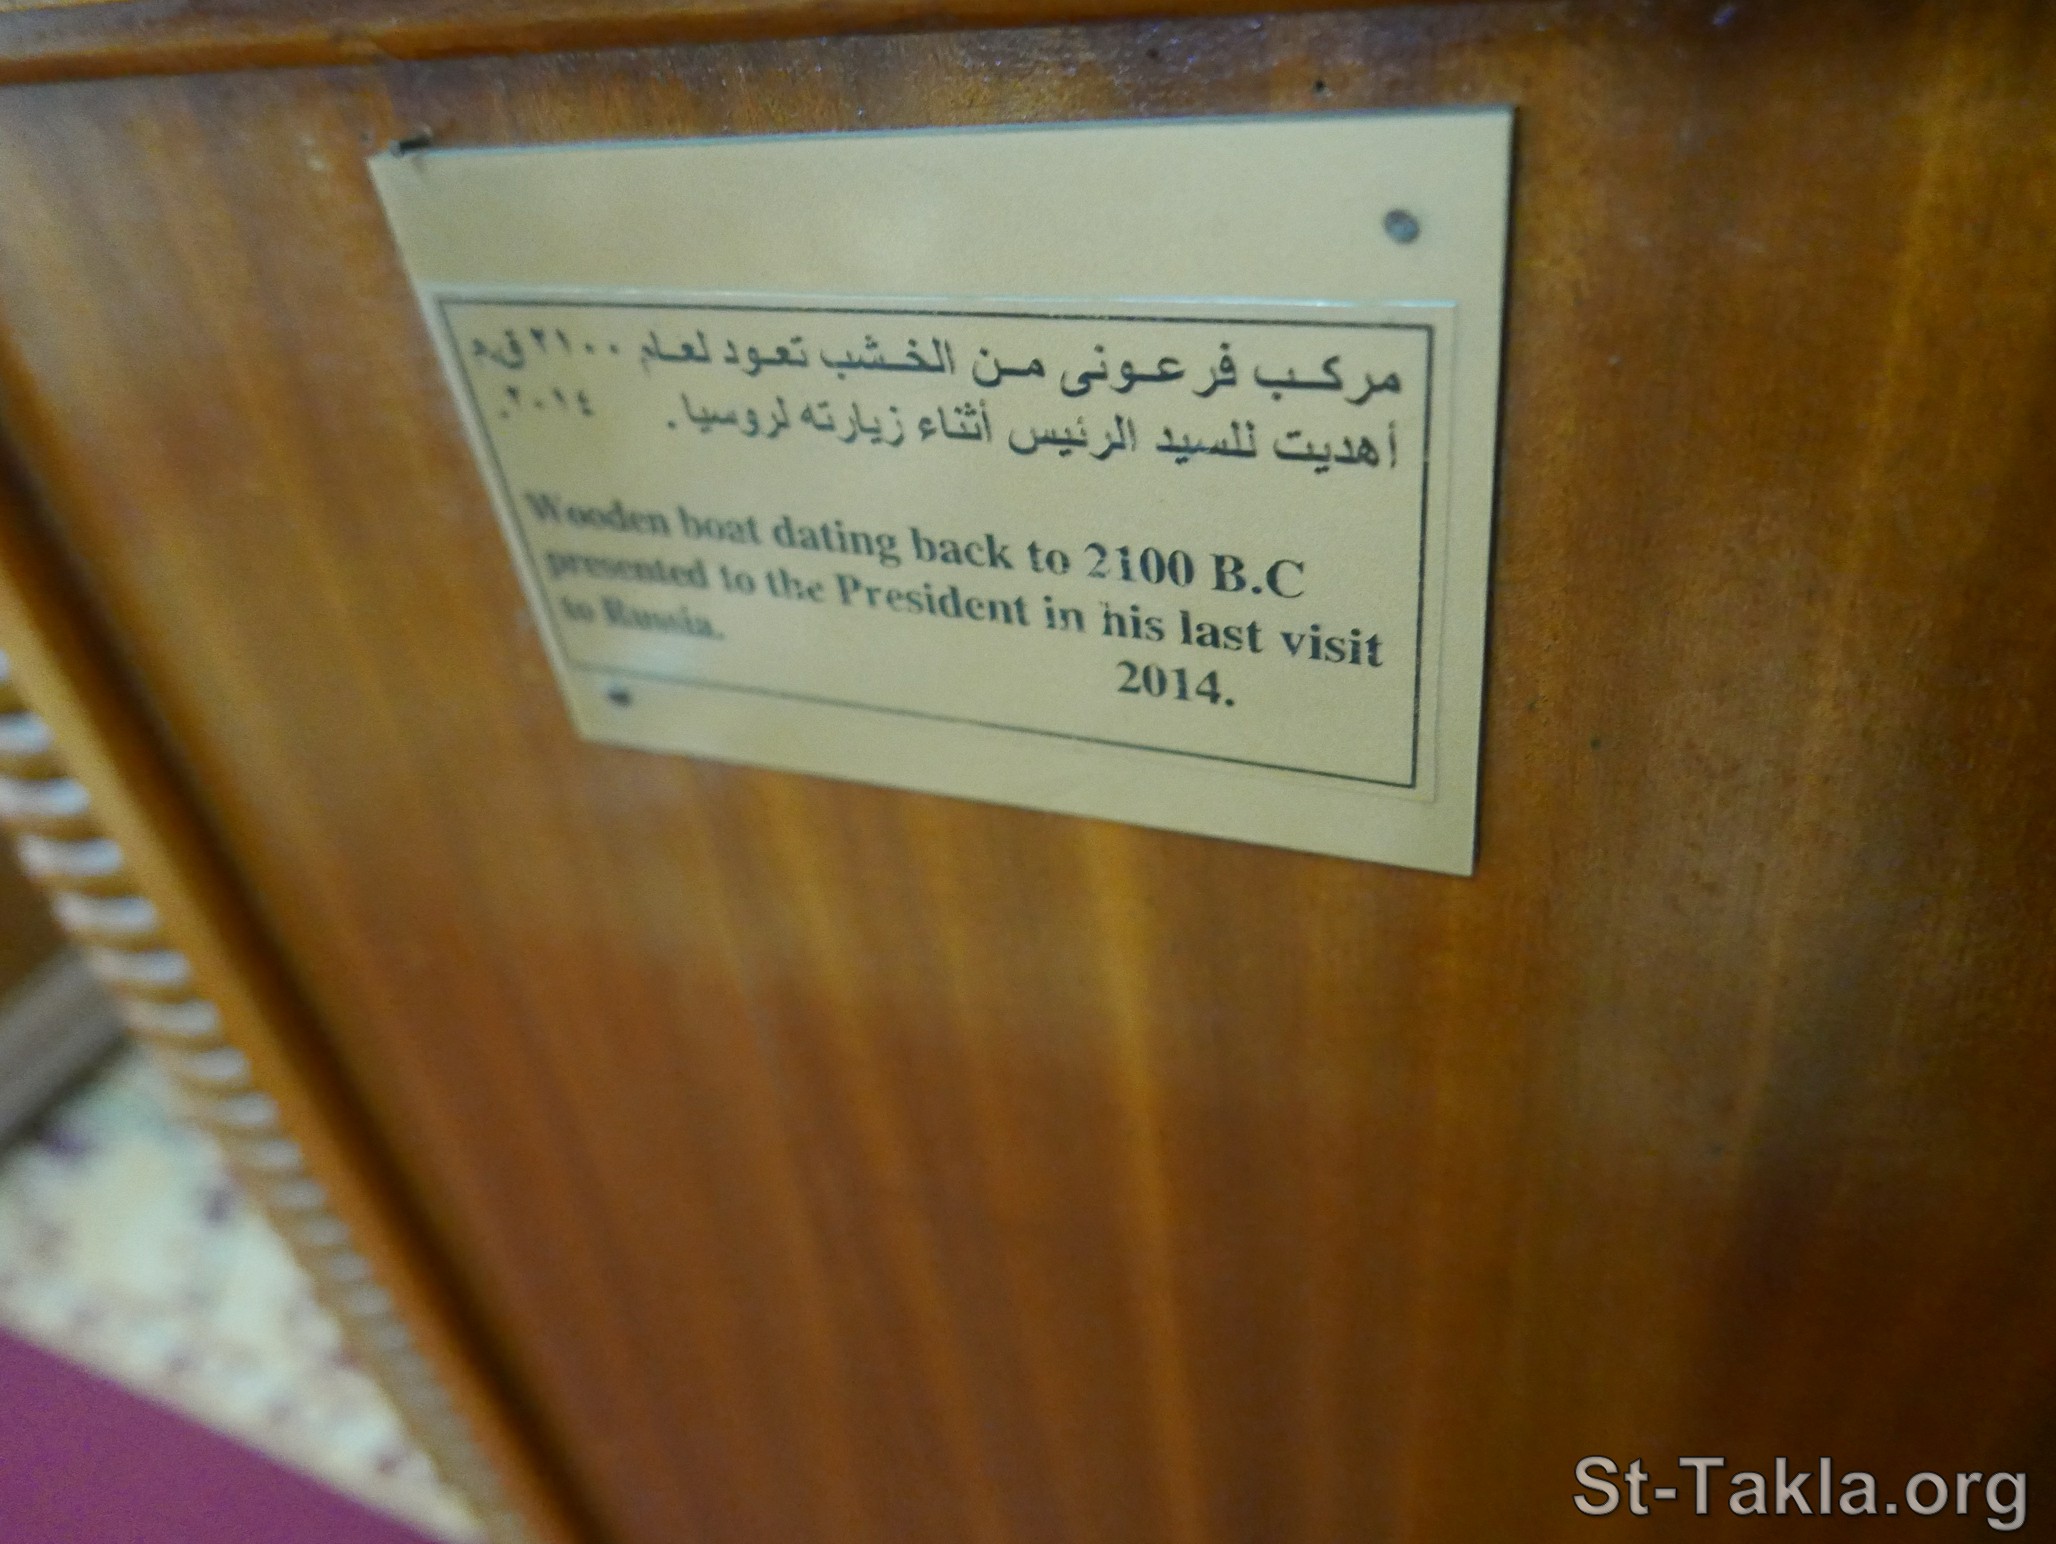 مركب فرعونى من الخشب تعود لعام ٢١٠٠ ق.م
أهديت للسيد الرئيس أثناء زيارته لروسيا. ٢٠١٤.
Wooden boat dating back to 2100 B.C
presented to the President in his last visit
to Russia.
2014.
St-Takla.org